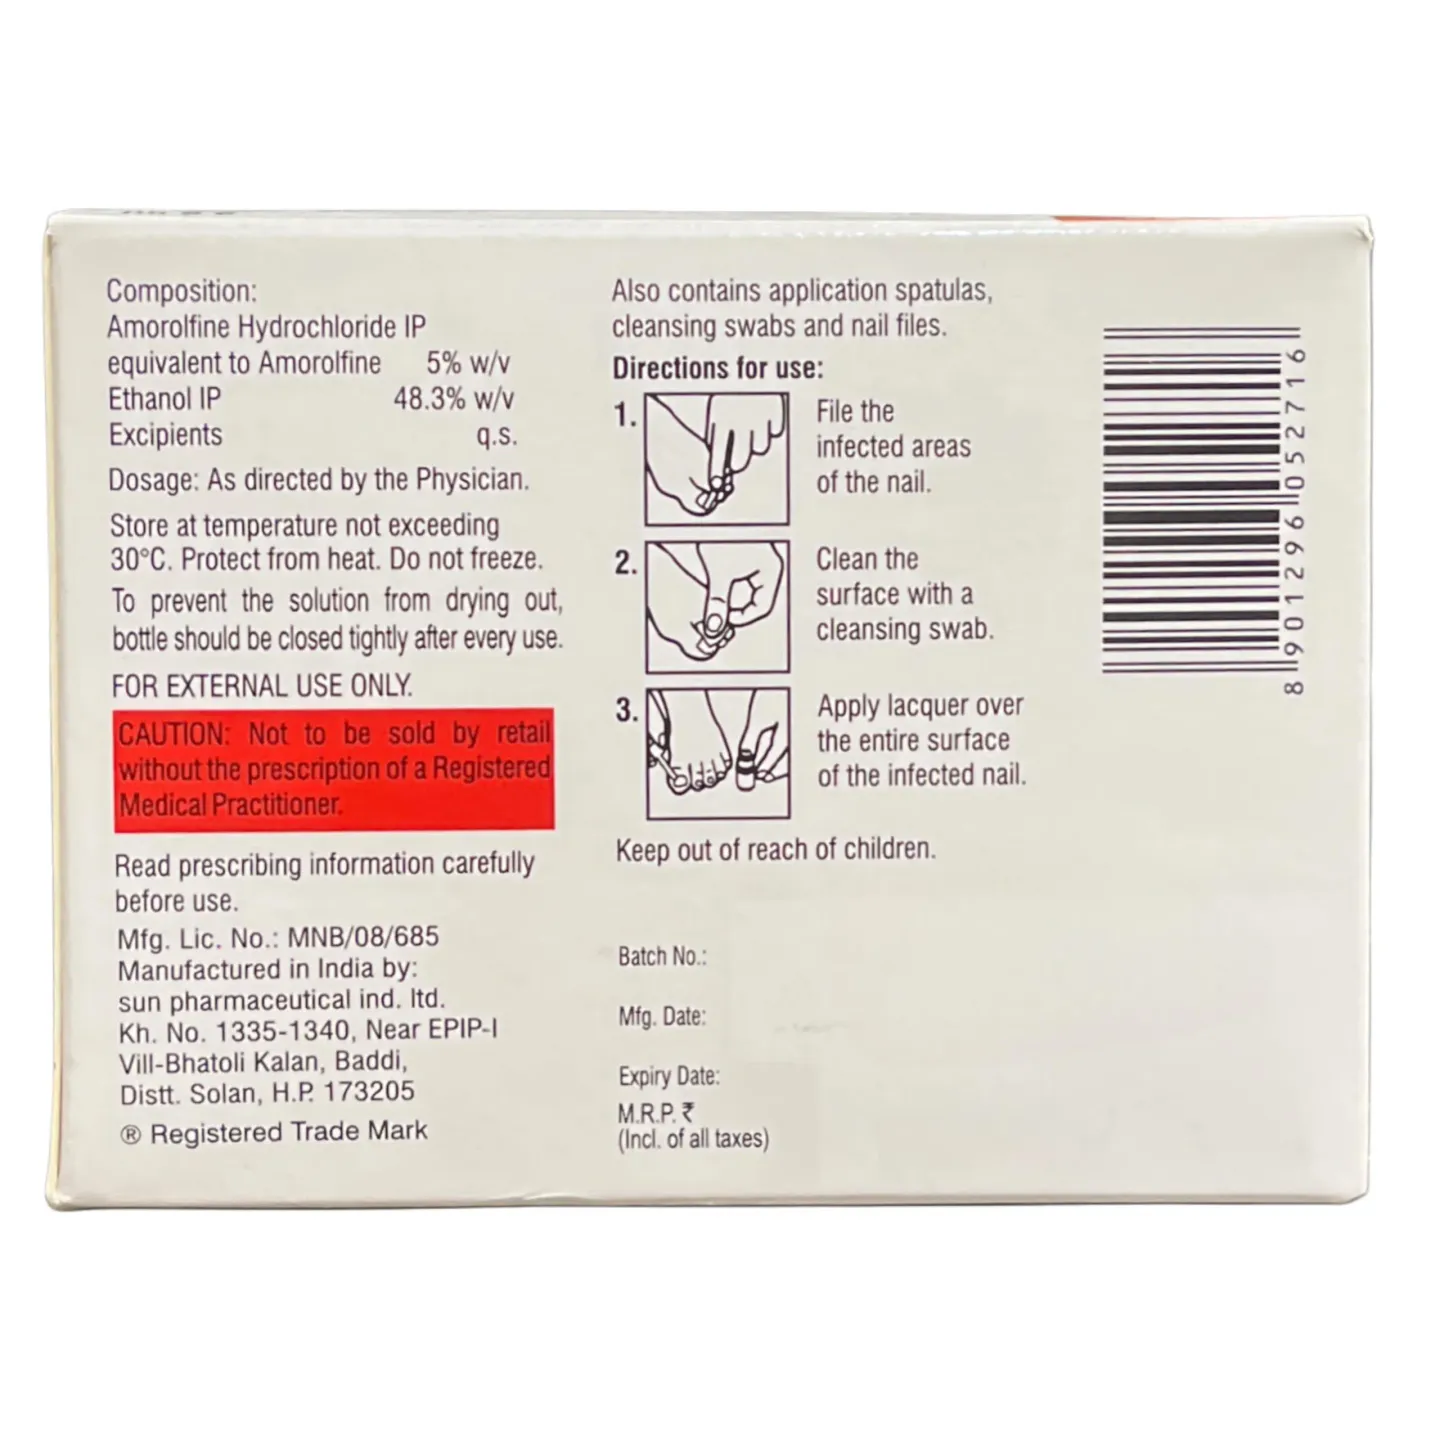 Composition:
Amorolfine Hydrochloride IP
equivalent to Amorolfine 5% w/v
Ethanol IP 48.3% w/v
Excipients q.s.
Dosage: As directed by the Physician.
Store at temperature not exceeding
30°C. Protect from heat. Do not freeze.
To prevent the solution from drying out,
bottle should be closed tightly after every use.
FOR EXTERNAL USE ONLY.
CAUTION: Not to be sold by retail
without the prescription of a Registered
Medical Practitioner.
Read prescribing information carefully
before use.
Mfg. Lic. No.: MNB/08/685
Manufactured in India by:
sun pharmaceutical ind. ltd.
Kh. No. 1335-1340, Near EPIP-I
Vill-Bhatoli Kalan, Baddi,
Distt. Solan, H.P. 173205
® Registered Trade Mark
Also contains application spatulas,
cleansing swabs and nail files.
Directions for use:
1. File the
infected areas
of the nail.
2. Clean the
surface with a
cleansing swab.
3. Apply lacquer over
the entire surface
of the infected nail.
Keep out of reach of children.
Batch No.:
Mfg. Date:
Expiry Date:
M.R.P. ₹
(Incl. of all taxes)
8901296052716